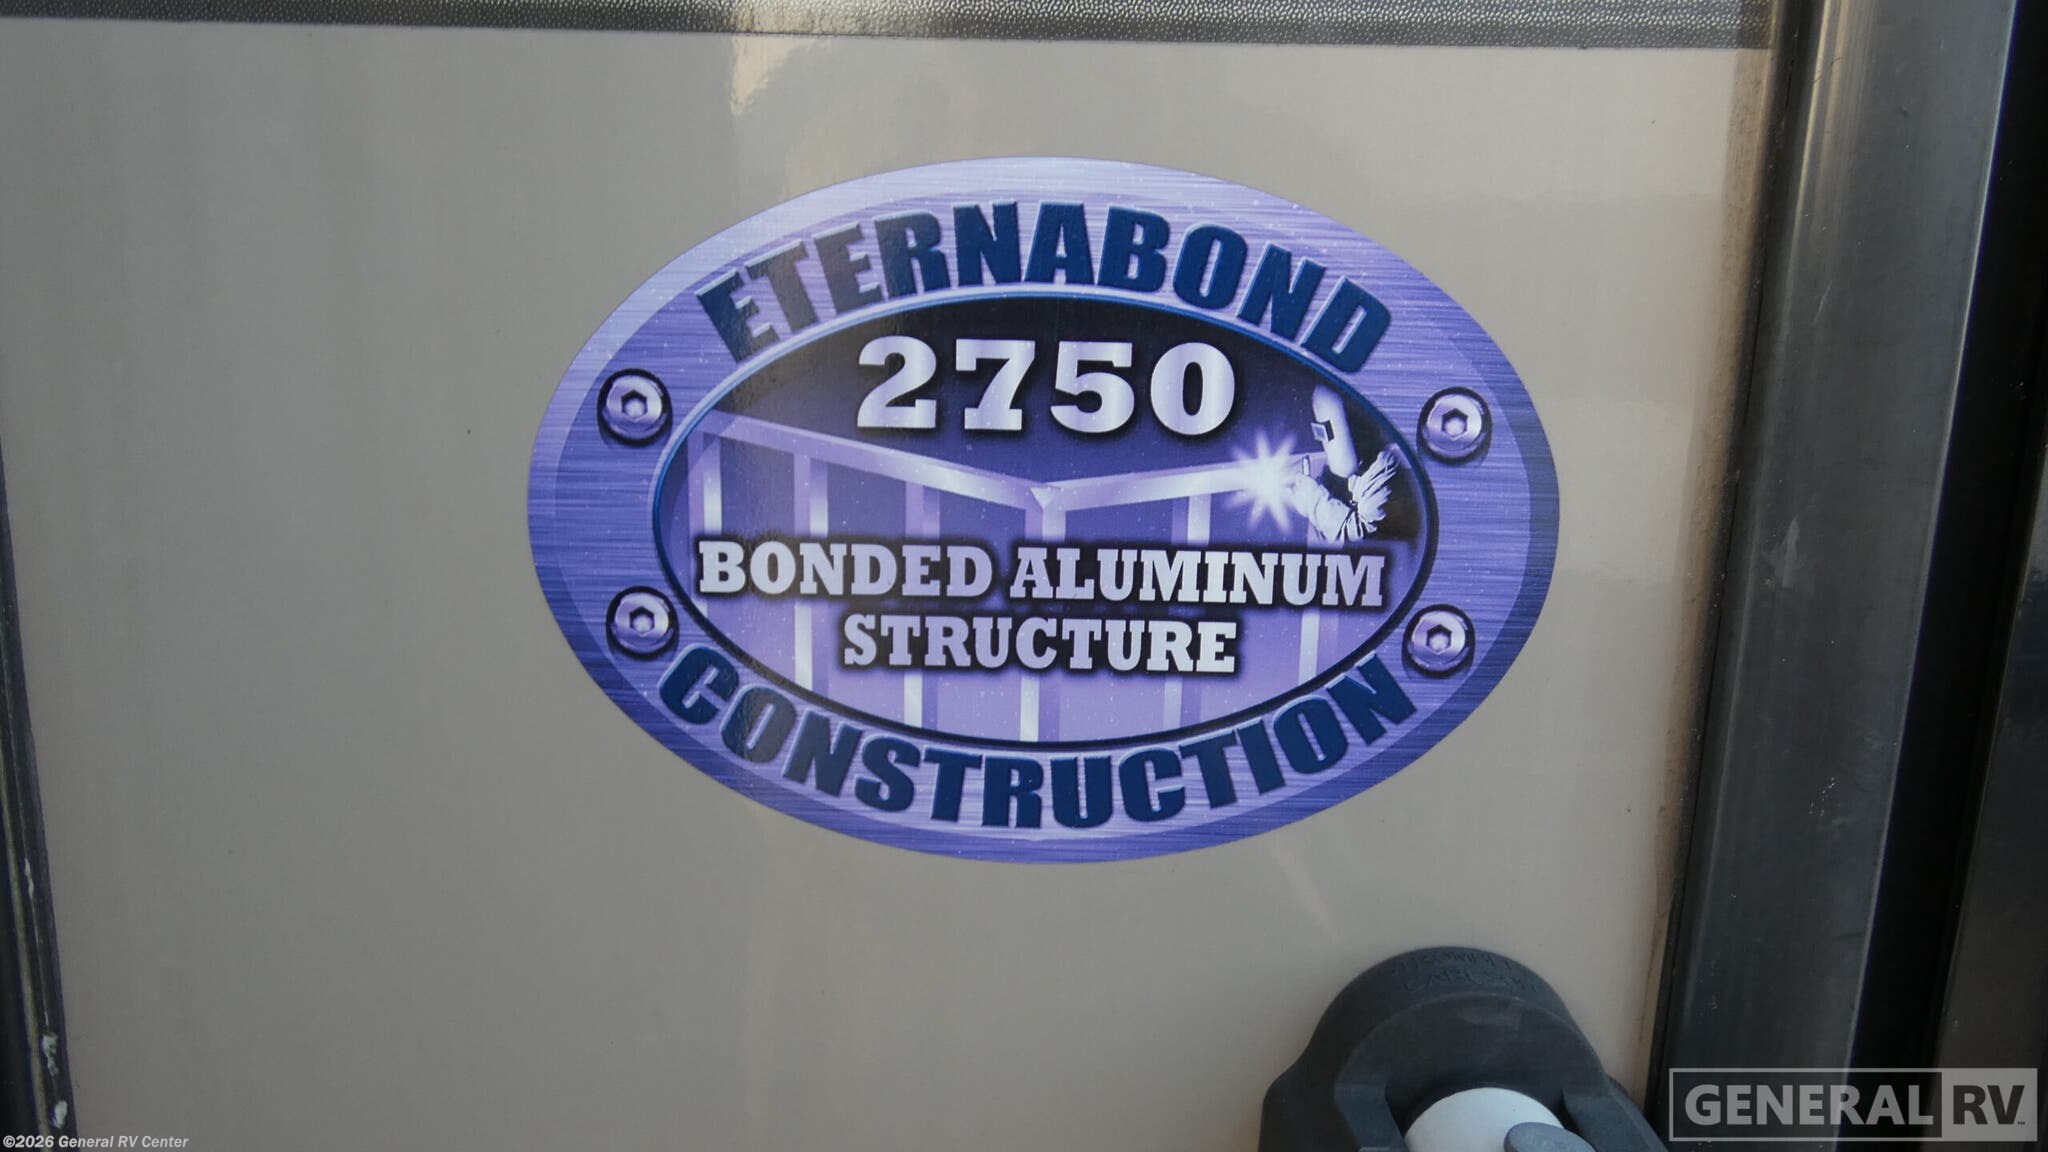 ETERNABOND
2750
BONDED ALUMINUM
STRUCTURE
CONSTRUCTION
GENERAL RV
©2026 General RV Center